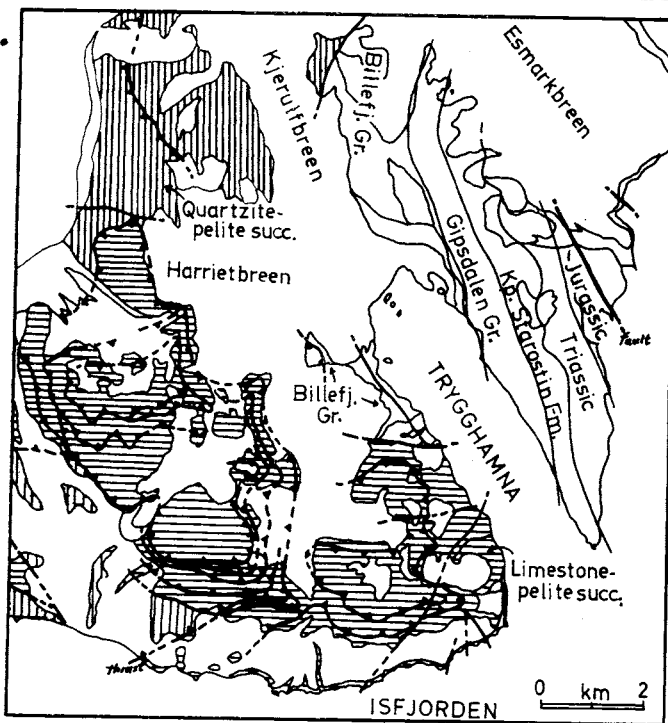 Kjerulfbreen
Billefj. Gr.
Esmarkbreen
Quartzite-
pelite succ.
Harrietbreen
Gipsdalen Gr.
Kp. Starostin Fm.
Jurassic
Triassic
Fault
Billefj.
Gr.
TRYGGHAMNA
Limestone-
pelite succ.
Thrust
ISFJORDEN
0 km 2